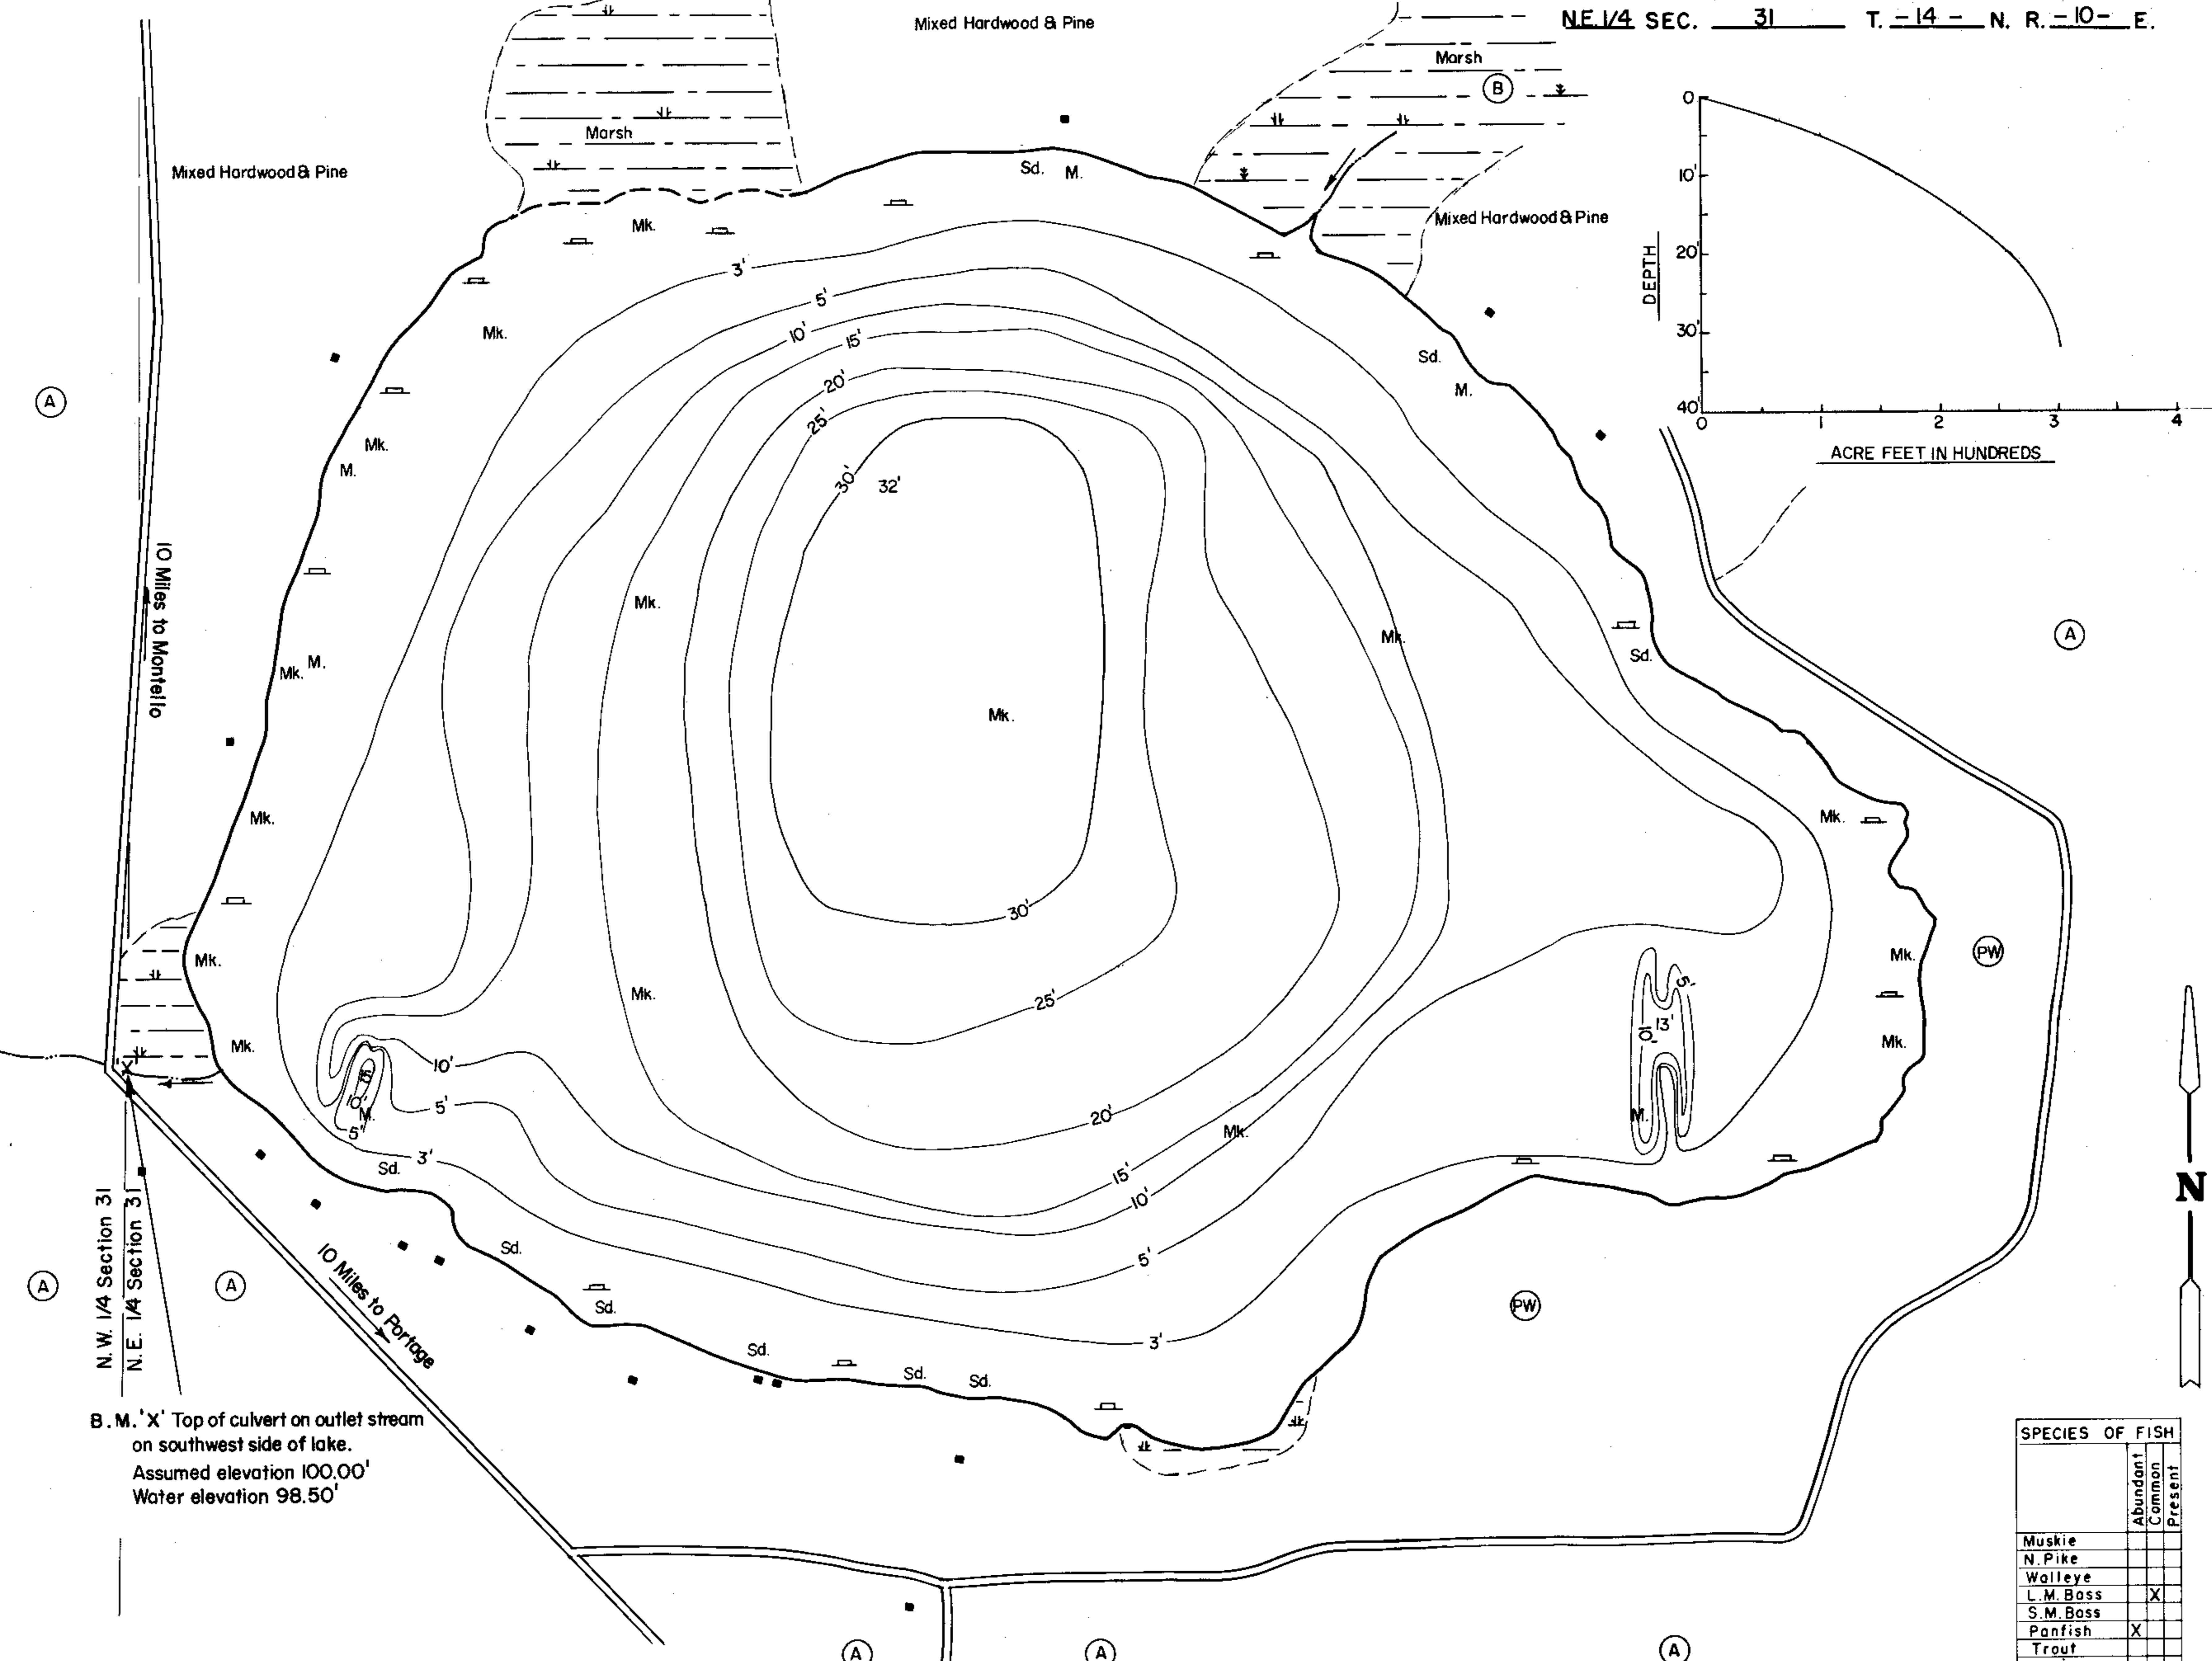 N.E. 1/4 SEC. 31 T. -14- N. R. -10- E.
Mixed Hardwood & Pine
Marsh
B
Marsh
Mixed Hardwood & Pine
Sd. M.
Mk.
Mixed Hardwood & Pine
0
10'
20'
30'
40'
DEPTH
0 1 2 3 4
ACRE FEET IN HUNDREDS
3'
5'
10'
15'
20'
25'
30'
32'
Mk.
Sd.
M.
A
Mk.
M.
10 Miles to Montello
Mk.
Mk.
Sd.
A
Mk. M.
Mk.
Mk.
Mk.
30'
Mk.
Mk.
PW
Mk.
25'
5'
13'
10'
Mk.
Mk.
10'
10'
M.
5'
5'
M.
20'
Mk.
3'
Sd.
15'
10'
5'
3'
N
N.W. 1/4 Section 31
N.E. 1/4 Section 31
A
A
10 Miles to Portage
Sd.
Sd.
Sd.
Sd.
Sd.
PW
B.M. 'X' Top of culvert on outlet stream
on southwest side of lake.
Assumed elevation 100.00'
Water elevation 98.50'
'X'
SPECIES OF FISH
Abundant
Common
Present
Muskie
N. Pike
Walleye
L.M. Bass X
S.M. Bass
Panfish X
Trout
A
A
A